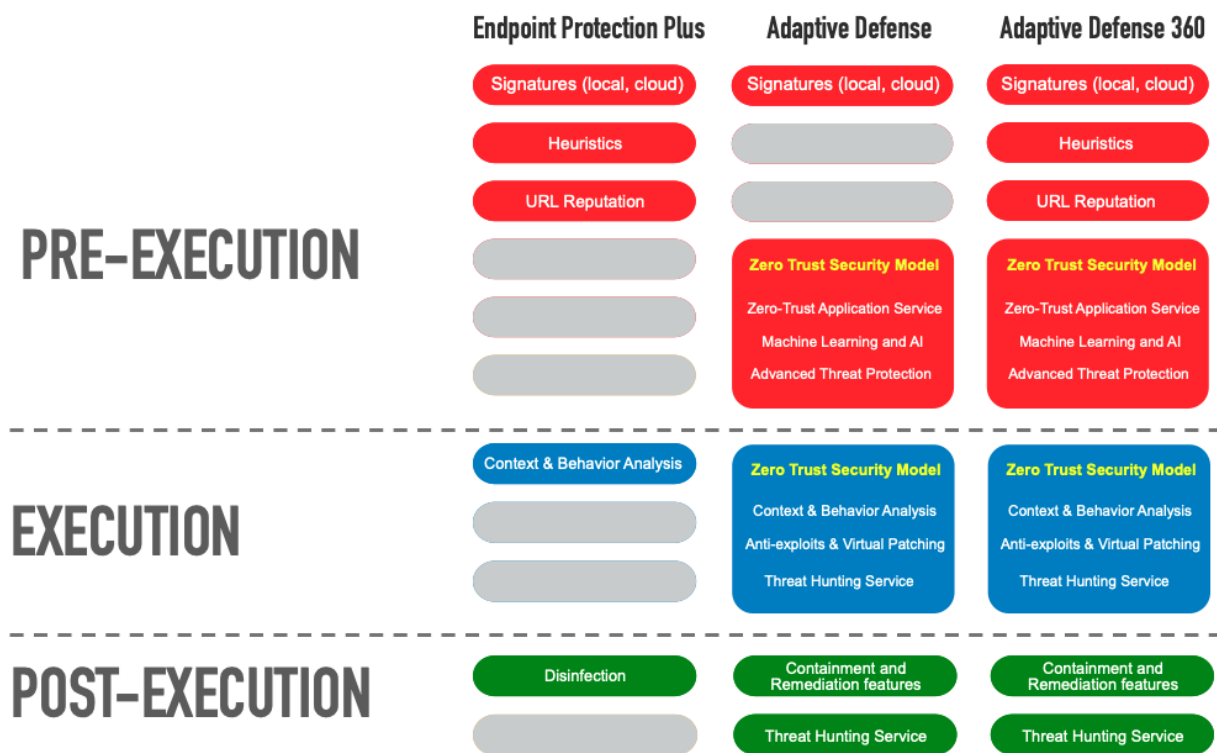 Endpoint Protection Plus Adaptive Defense Adaptive Defense 360
Signatures (local, cloud) Signatures (local, cloud) Signatures (local, cloud)
Heuristics Heuristics
URL Reputation URL Reputation
PRE-EXECUTION
Zero Trust Security Model Zero Trust Security Model
Zero-Trust Application Service Zero-Trust Application Service
Machine Learning and AI Machine Learning and AI
Advanced Threat Protection Advanced Threat Protection
Context & Behavior Analysis Zero Trust Security Model Zero Trust Security Model
EXECUTION
Context & Behavior Analysis Context & Behavior Analysis
Anti-exploits & Virtual Patching Anti-exploits & Virtual Patching
Threat Hunting Service Threat Hunting Service
POST-EXECUTION
Disinfection Containment and Containment and
Remediation features Remediation features
Threat Hunting Service Threat Hunting Service